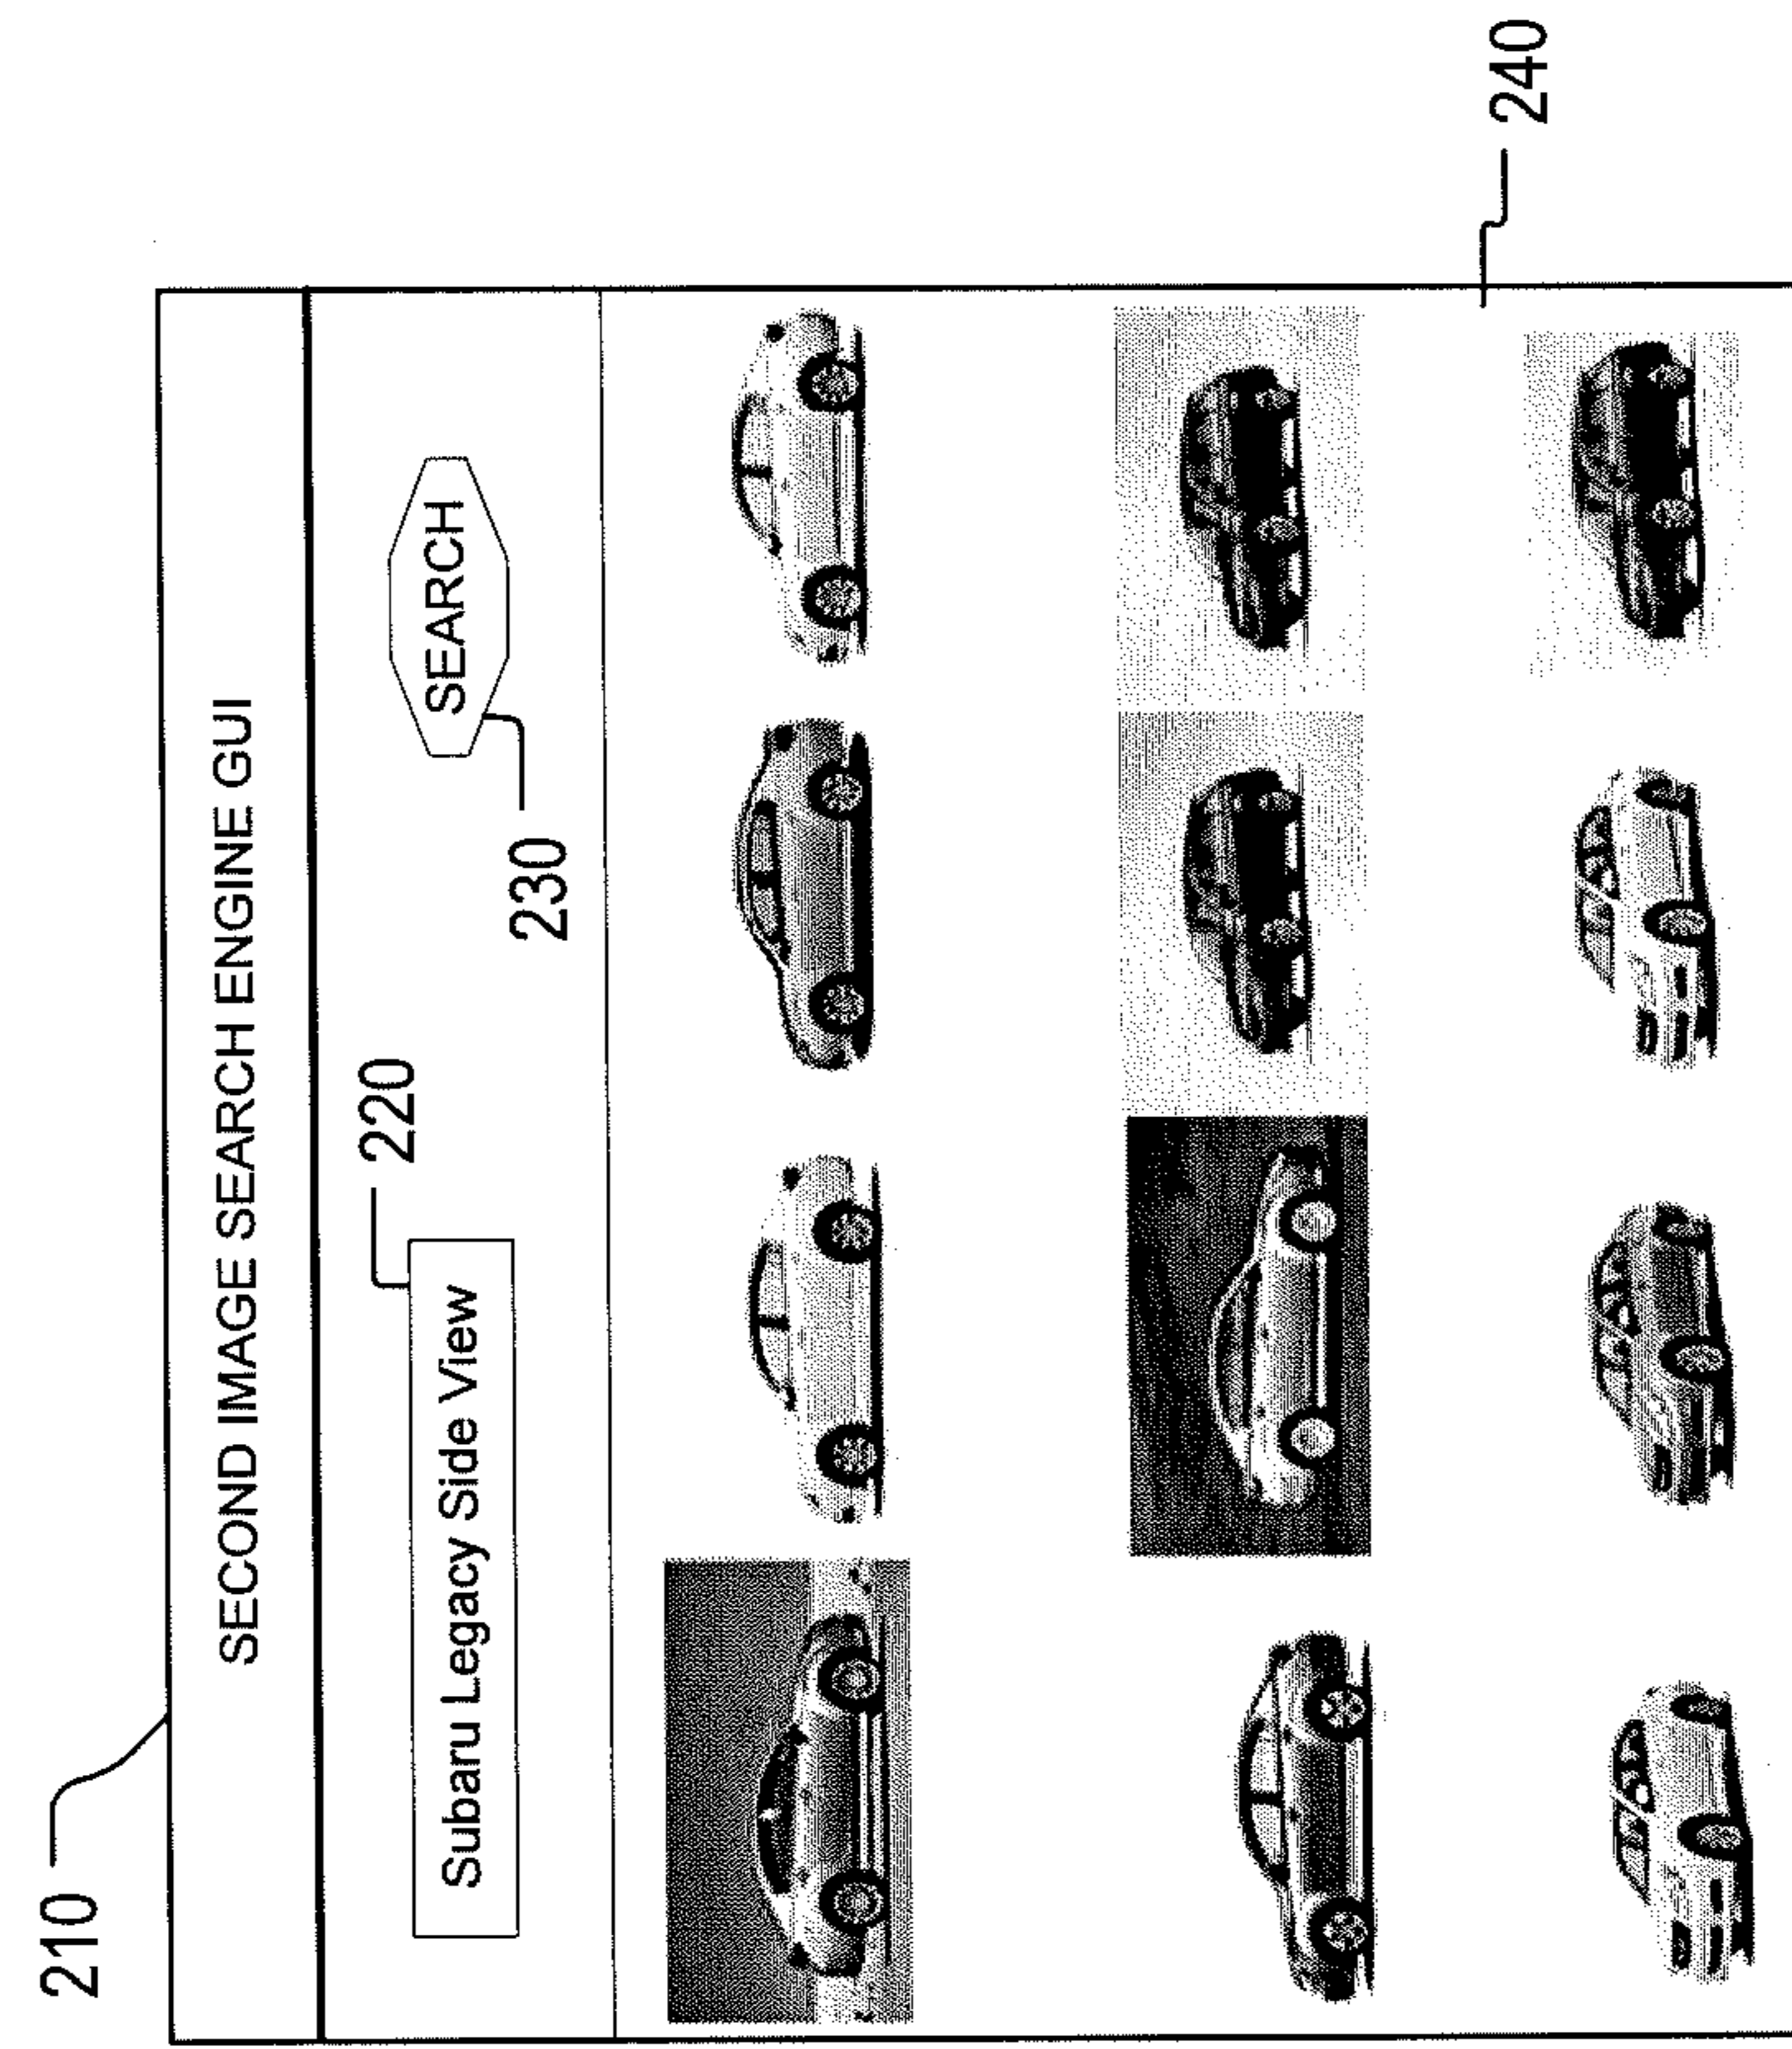 210
SECOND IMAGE SEARCH ENGINE GUI
220
Subaru Legacy Side View
SEARCH
230
240